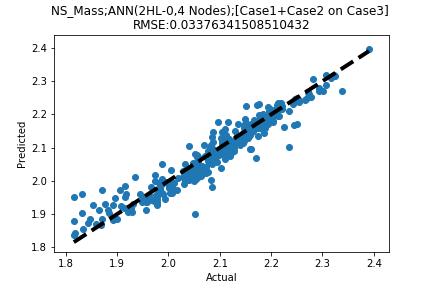 NS_Mass;ANN(2HL-0,4 Nodes);[Case1+Case2 on Case3]
RMSE:0.03376341508510432
2.4
2.3
2.2
2.1
2.0
1.9
1.8
Predicted
1.8 1.9 2.0 2.1 2.2 2.3 2.4
Actual